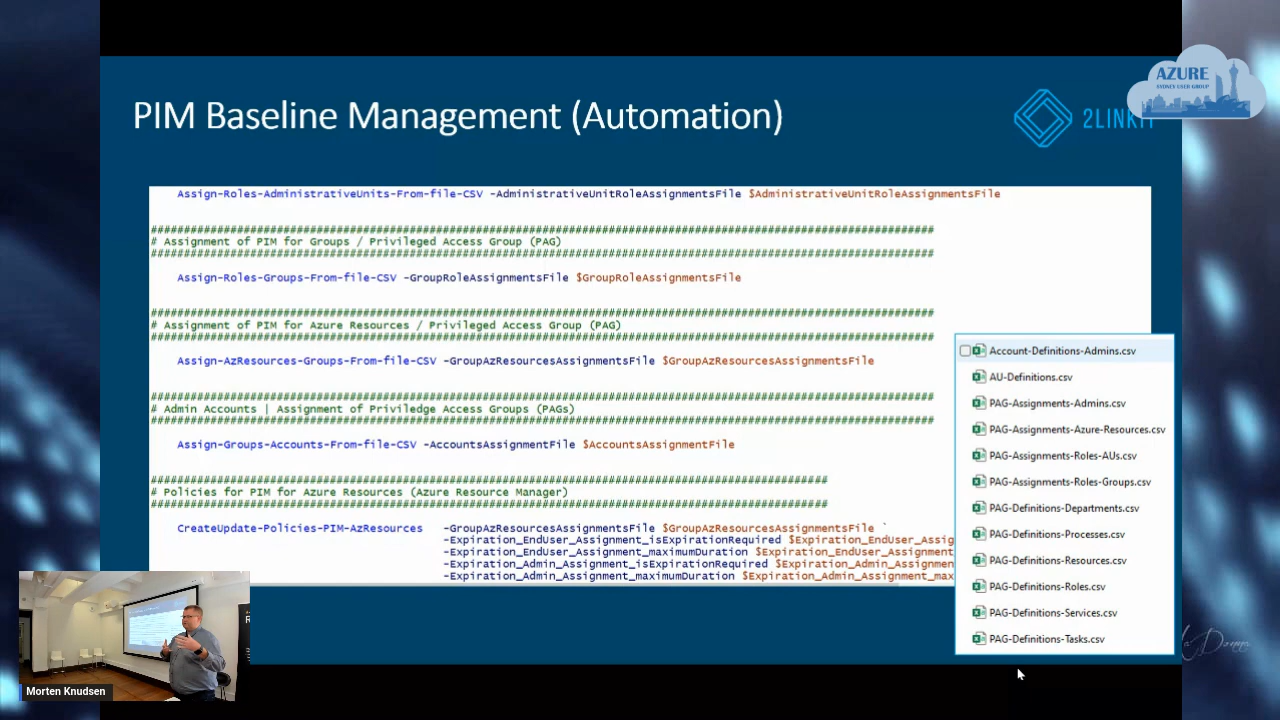 PIM Baseline Management (Automation)
2LINKIT
AZURE
SYDNEY USER GROUP
Assign-Roles-AdministrativeUnits-From-file-CSV -AdministrativeUnitRoleAssignmentsFile $AdministrativeUnitRoleAssignmentsFile
######################################################################################################################
# Assignment of PIM for Groups / Privileged Access Group (PAG)
######################################################################################################################
Assign-Roles-Groups-From-file-CSV -GroupRoleAssignmentsFile $GroupRoleAssignmentsFile
######################################################################################################################
# Assignment of PIM for Azure Resources / Privileged Access Group (PAG)
######################################################################################################################
Assign-AzResources-Groups-From-file-CSV -GroupAzResourcesAssignmentsFile $GroupAzResourcesAssignmentsFile
######################################################################################################################
# Admin Accounts | Assignment of Priviledge Access Groups (PAGs)
######################################################################################################################
Assign-Groups-Accounts-From-file-CSV -AccountsAssignmentFile $AccountsAssignmentFile
######################################################################################################
# Policies for PIM for Azure Resources (Azure Resource Manager)
######################################################################################################
CreateUpdate-Policies-PIM-AzResources -GroupAzResourcesAssignmentsFile $GroupAzResourcesAssignmentsFile `
-Expiration_EndUser_Assignment_isExpirationRequired $Expiration_EndUser_Assig
-Expiration_EndUser_Assignment_maximumDuration $Expiration_EndUser_Assignment
-Expiration_Admin_Assignment_isExpirationRequired $Expiration_Admin_Assignmen
-Expiration_Admin_Assignment_maximumDuration $Expiration_Admin_Assignment_max
Account-Definitions-Admins.csv
AU-Definitions.csv
PAG-Assignments-Admins.csv
PAG-Assignments-Azure-Resources.csv
PAG-Assignments-Roles-AUs.csv
PAG-Assignments-Roles-Groups.csv
PAG-Definitions-Departments.csv
PAG-Definitions-Processes.csv
PAG-Definitions-Resources.csv
PAG-Definitions-Roles.csv
PAG-Definitions-Services.csv
PAG-Definitions-Tasks.csv
Morten Knudsen